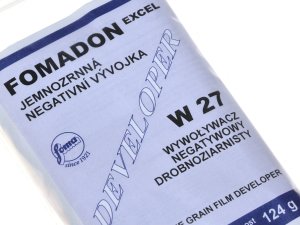 FOMADON EXCEL
JEMNOZRNNÁ
NEGATIVNÍ VÝVOJKA
DEVELOPER
foma
since 1921
W 27
WYWOŁYWACZ
NEGATYWOWY
DROBNOZIARNISTY
GRAIN FILM DEVELOPER
124 g